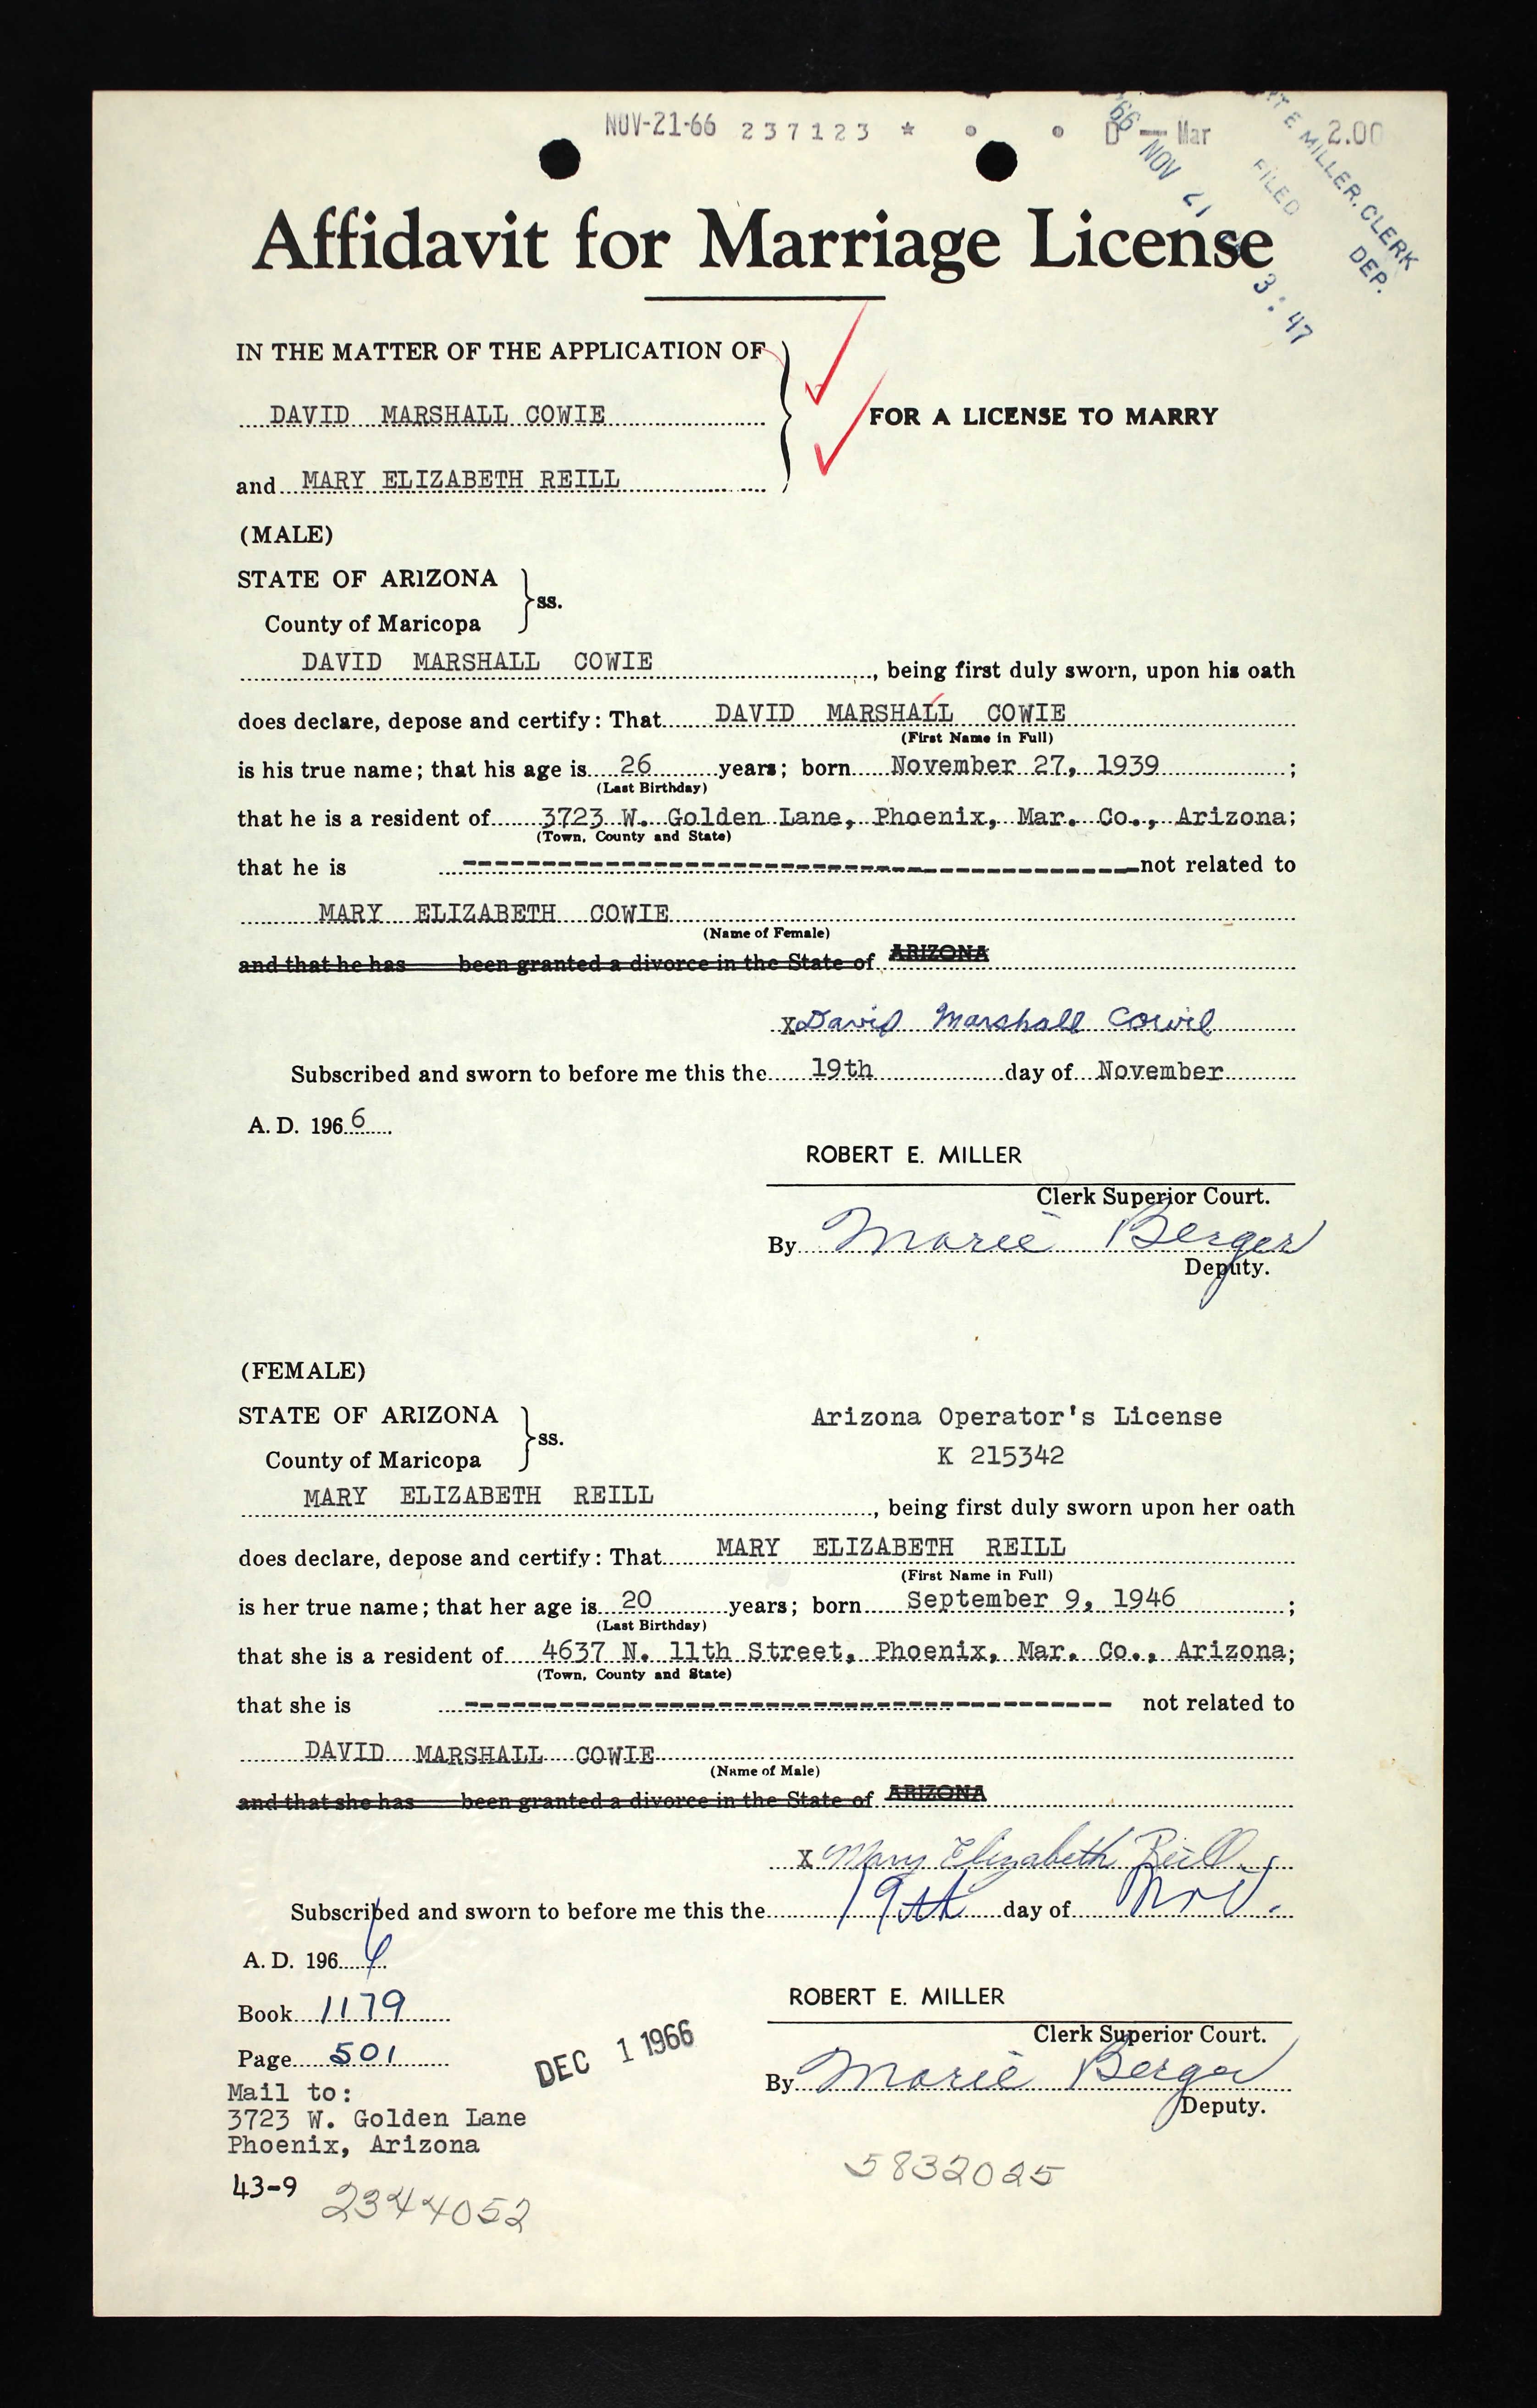 NOV-21-66 237123 * D — Mar 2.00
'66 NOV 21 3:47
RT E. MILLER, CLERK
FILED
DEP.
Affidavit for Marriage License
IN THE MATTER OF THE APPLICATION OF
DAVID MARSHALL COWIE
FOR A LICENSE TO MARRY
and MARY ELIZABETH REILL
(MALE)
STATE OF ARIZONA
ss.
County of Maricopa
DAVID MARSHALL COWIE, being first duly sworn, upon his oath
does declare, depose and certify: That DAVID MARSHALL COWIE
(First Name in Full)
is his true name; that his age is 26 years; born November 27, 1939;
(Last Birthday)
that he is a resident of 3723 W. Golden Lane, Phoenix, Mar. Co., Arizona;
(Town, County and State)
that he is not related to
MARY ELIZABETH COWIE
(Name of Female)
and that he has been granted a divorce in the State of ARIZONA
X David Marshall Cowie
Subscribed and sworn to before me this the 19th day of November
A. D. 1966
ROBERT E. MILLER
Clerk Superior Court.
By Marie Berger
Deputy.
(FEMALE)
STATE OF ARIZONA
ss.
Arizona Operator's License
County of Maricopa
K 215342
MARY ELIZABETH REILL, being first duly sworn upon her oath
does declare, depose and certify: That MARY ELIZABETH REILL
(First Name in Full)
is her true name; that her age is 20 years; born September 9, 1946;
(Last Birthday)
that she is a resident of 4637 N. 11th Street, Phoenix, Mar. Co., Arizona;
(Town, County and State)
that she is not related to
DAVID MARSHALL COWIE
(Name of Male)
and that she has been granted a divorce in the State of ARIZONA
X Mary Elizabeth Reill
Subscribed and sworn to before me this the 19th day of Nov.
A. D. 1966
ROBERT E. MILLER
Book 1179
Clerk Superior Court.
Page 501
DEC 1 1966
By Marie Berger
Deputy.
Mail to:
3723 W. Golden Lane
Phoenix, Arizona
43-9
2344052
5832025